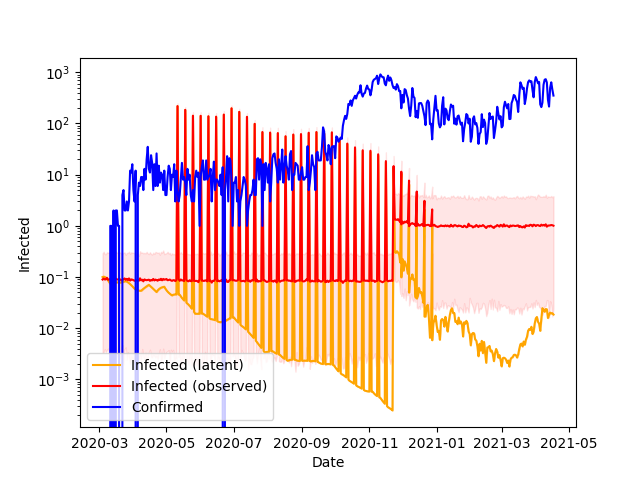 Infected
10³
10²
10¹
10⁰
10⁻¹
10⁻²
10⁻³
Infected (latent)
Infected (observed)
Confirmed
2020-03 2020-05 2020-07 2020-09 2020-11 2021-01 2021-03 2021-05
Date